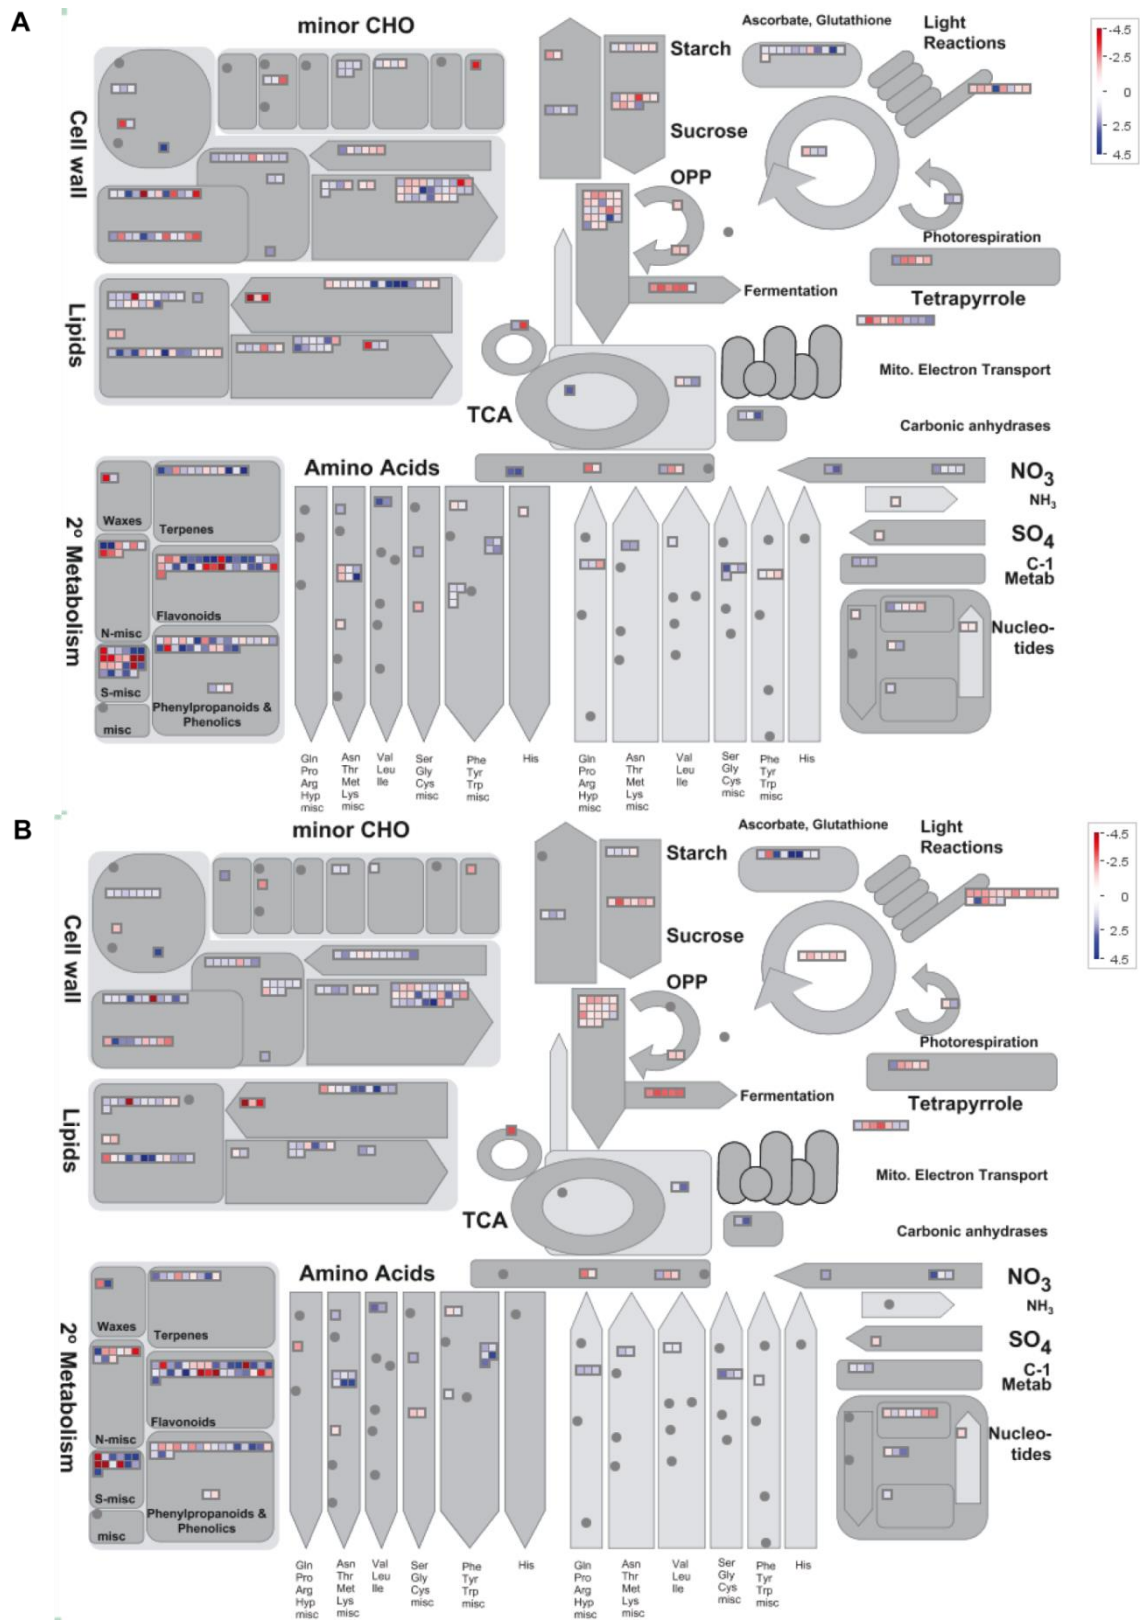 A
minor CHO
Cell wall
Starch
Sucrose
OPP
Ascorbate, Glutathione
Light
Reactions
-4.5
-2.5
0
2.5
4.5
Photorespiration
Tetrapyrrole
Fermentation
Lipids
TCA
Mito. Electron Transport
Carbonic anhydrases
2º Metabolism
Waxes
Terpenes
N-misc
Flavonoids
S-misc
misc
Phenylpropanoids &
Phenolics
Amino Acids
NO3
NH3
SO4
C-1
Metab
Nucleo-
tides
Gln
Pro
Arg
Hyp
misc
Asn
Thr
Met
Lys
misc
Val
Leu
Ile
Ser
Gly
Cys
misc
Phe
Tyr
Trp
misc
His
Gln
Pro
Arg
Hyp
misc
Asn
Thr
Met
Lys
misc
Val
Leu
Ile
Ser
Gly
Cys
misc
Phe
Tyr
Trp
misc
His
B
minor CHO
Cell wall
Starch
Sucrose
OPP
Ascorbate, Glutathione
Light
Reactions
-4.5
-2.5
0
2.5
4.5
Photorespiration
Tetrapyrrole
Fermentation
Lipids
TCA
Mito. Electron Transport
Carbonic anhydrases
2º Metabolism
Waxes
Terpenes
N-misc
Flavonoids
S-misc
misc
Phenylpropanoids &
Phenolics
Amino Acids
NO3
NH3
SO4
C-1
Metab
Nucleo-
tides
Gln
Pro
Arg
Hyp
misc
Asn
Thr
Met
Lys
misc
Val
Leu
Ile
Ser
Gly
Cys
misc
Phe
Tyr
Trp
misc
His
Gln
Pro
Arg
Hyp
misc
Asn
Thr
Met
Lys
misc
Val
Leu
Ile
Ser
Gly
Cys
misc
Phe
Tyr
Trp
misc
His